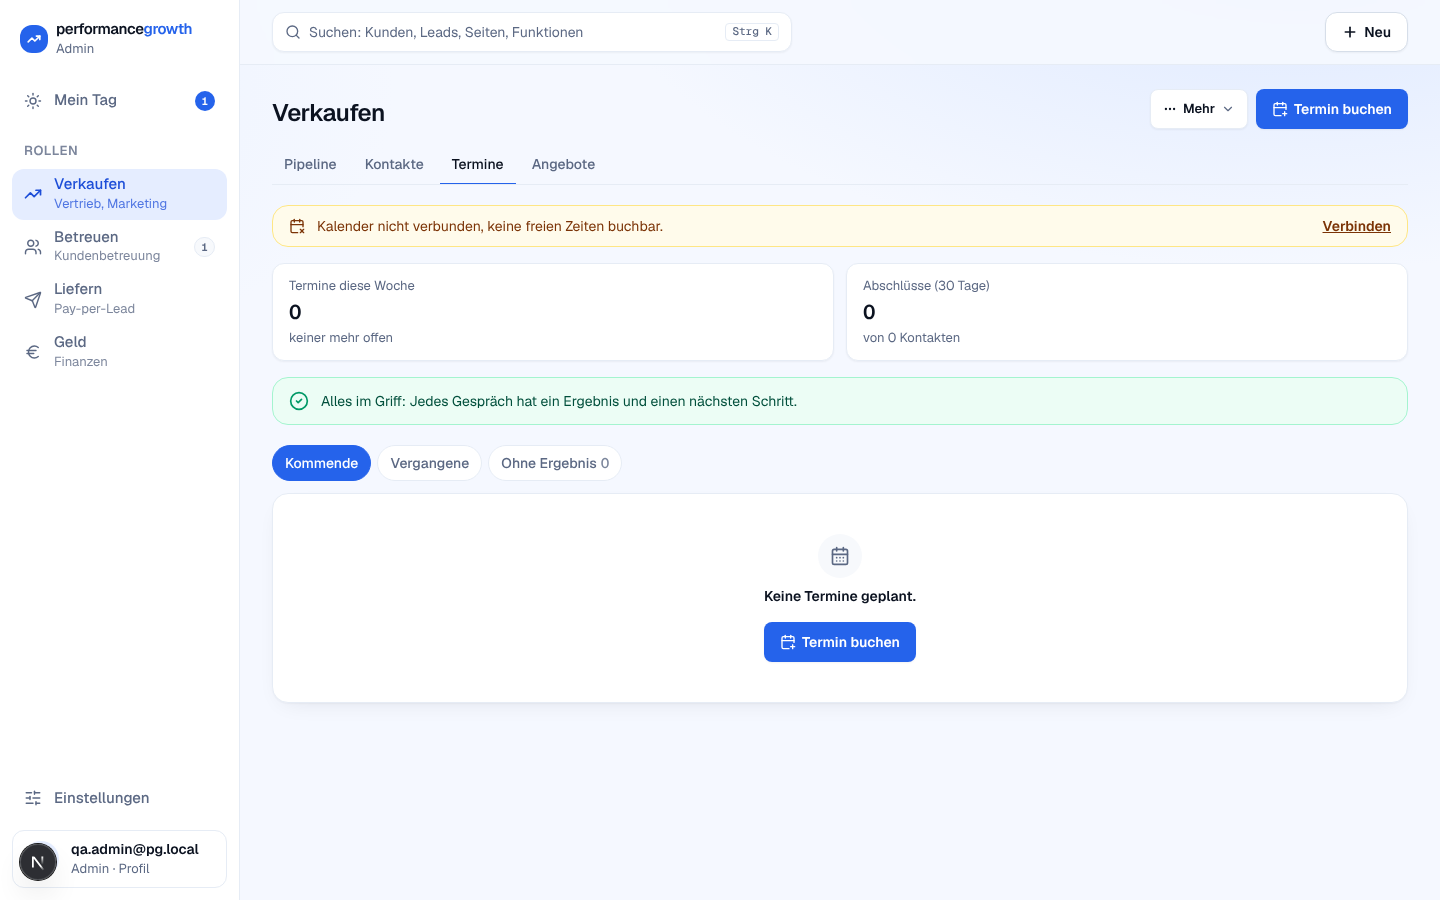 performancegrowth
Admin
Suchen: Kunden, Leads, Seiten, Funktionen
Strg K
Neu
Mein Tag
1
ROLLEN
Verkaufen
Vertrieb, Marketing
Betreuen
Kundenbetreuung
1
Liefern
Pay-per-Lead
Geld
Finanzen
Einstellungen
N
qa.admin@pg.local
Admin · Profil
Verkaufen
Mehr
Termin buchen
Pipeline
Kontakte
Termine
Angebote
Kalender nicht verbunden, keine freien Zeiten buchbar.
Verbinden
Termine diese Woche
0
keiner mehr offen
Abschlüsse (30 Tage)
0
von 0 Kontakten
Alles im Griff: Jedes Gespräch hat ein Ergebnis und einen nächsten Schritt.
Kommende
Vergangene
Ohne Ergebnis 0
Keine Termine geplant.
Termin buchen